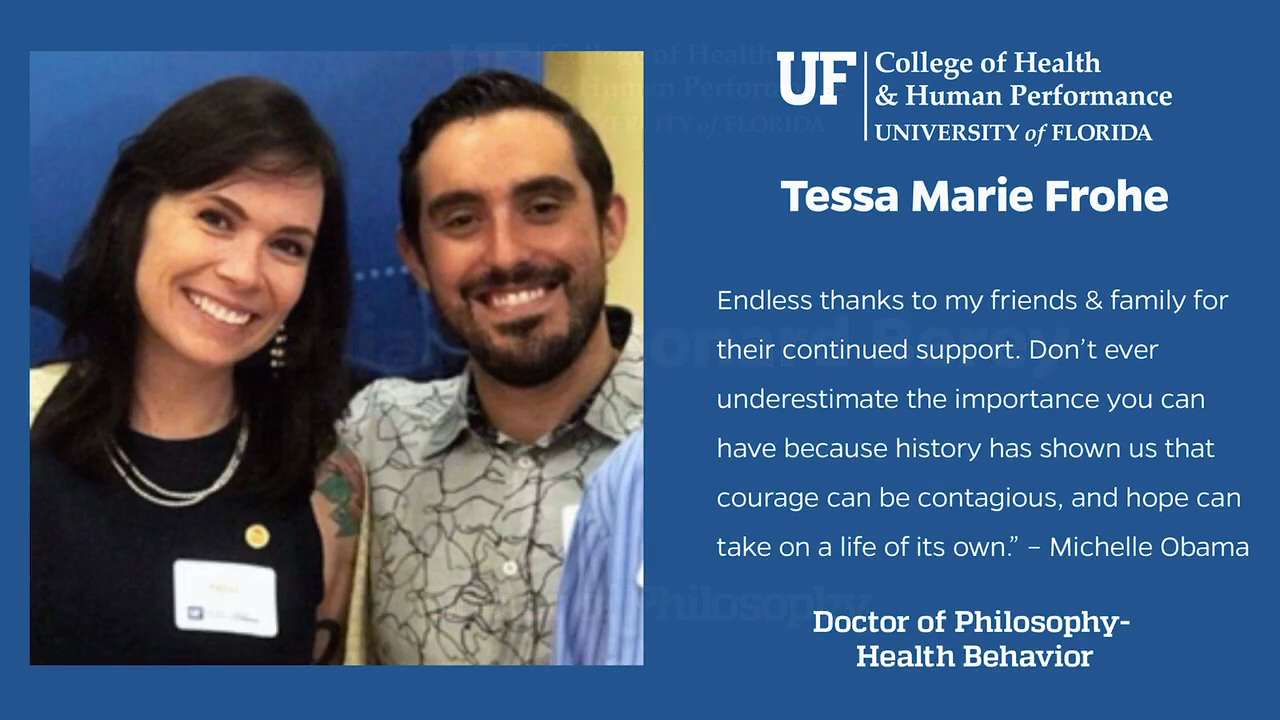 UF
College of Health
& Human Performance
UNIVERSITY of FLORIDA
Tessa Marie Frohe
Endless thanks to my friends & family for
their continued support. Don’t ever
underestimate the importance you can
have because history has shown us that
courage can be contagious, and hope can
take on a life of its own.” – Michelle Obama
Doctor of Philosophy-
Health Behavior
UF